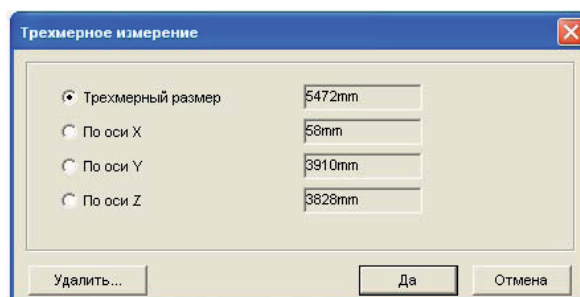 Трехмерное измерение
Трехмерный размер 5472mm
По оси X 58mm
По оси Y 3910mm
По оси Z 3828mm
Удалить... Да Отмена